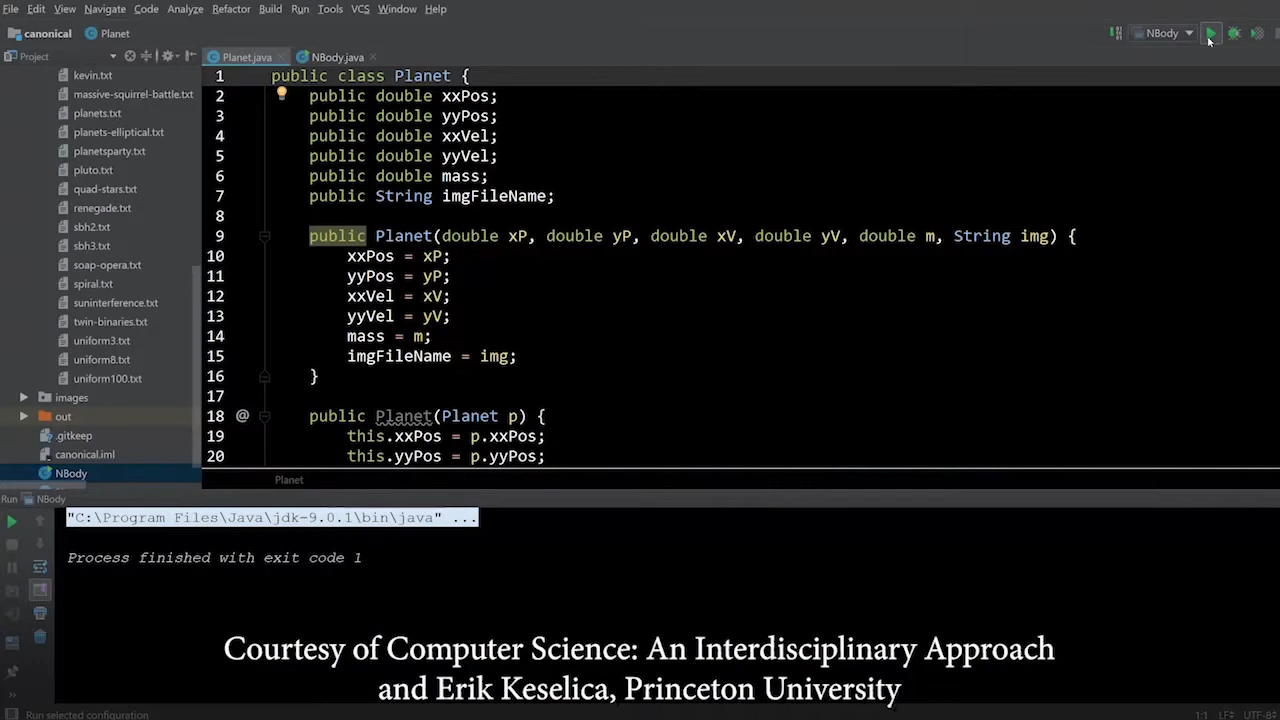 File Edit View Navigate Code Analyze Refactor Build Run Tools VCS Window Help
canonical Planet NBody
Project Planet.java NBody.java
kevin.txt
massive-squirrel-battle.txt
planets.txt
planets-elliptical.txt
planetsparty.txt
pluto.txt
quad-stars.txt
renegade.txt
sbh2.txt
sbh3.txt
soap-opera.txt
spiral.txt
suninterference.txt
twin-binaries.txt
uniform3.txt
uniform8.txt
uniform100.txt
images
out
.gitkeep
canonical.iml
NBody
1 public class Planet {
2 public double xxPos;
3 public double yyPos;
4 public double xxVel;
5 public double yyVel;
6 public double mass;
7 public String imgFileName;
8
9 public Planet(double xP, double yP, double xV, double yV, double m, String img) {
10 xxPos = xP;
11 yyPos = yP;
12 xxVel = xV;
13 yyVel = yV;
14 mass = m;
15 imgFileName = img;
16 }
17
18 @ public Planet(Planet p) {
19 this.xxPos = p.xxPos;
20 this.yyPos = p.yyPos;
Planet
Run NBody
"C:\Program Files\Java\jdk-9.0.1\bin\java" ...
Process finished with exit code 1
Courtesy of Computer Science: An Interdisciplinary Approach
and Erik Keselica, Princeton University
Run selected configuration 1:1 LF UTF-8